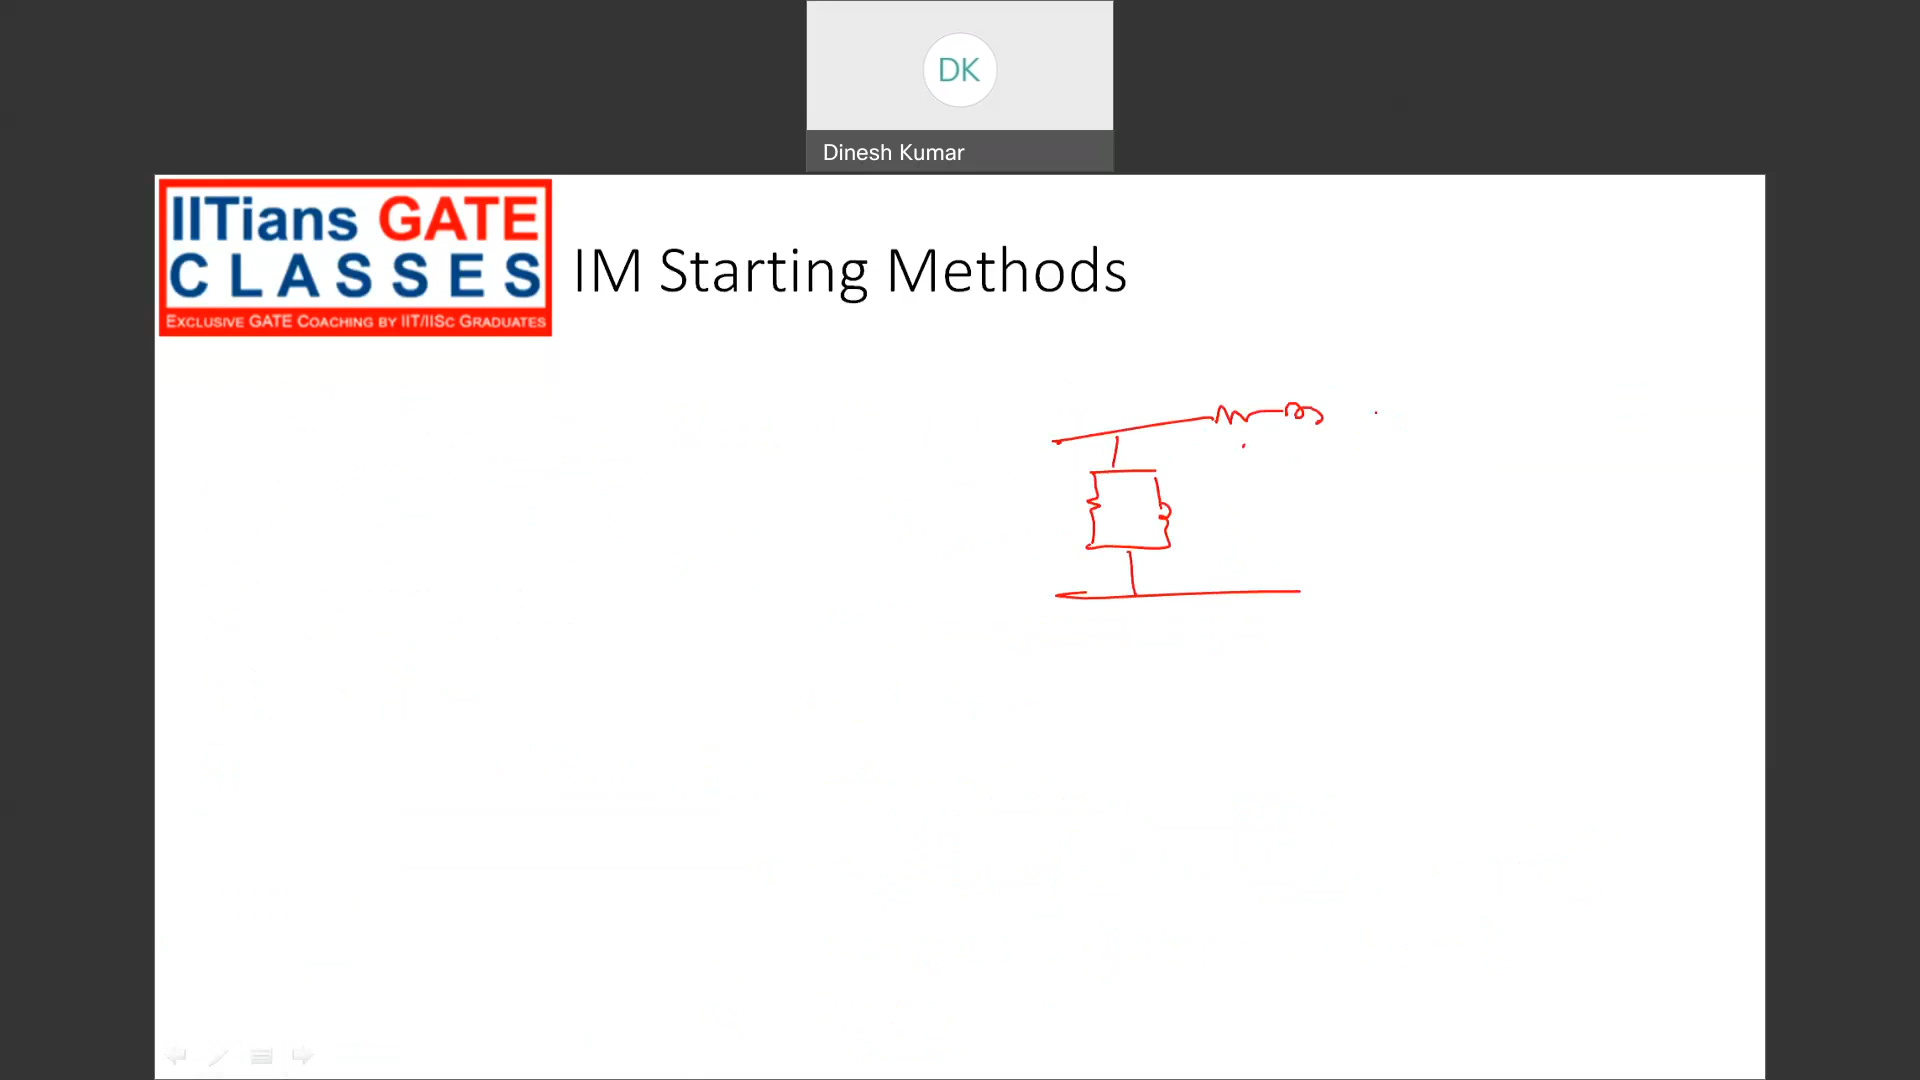 DK
Dinesh Kumar
IITians GATE
CLASSES
EXCLUSIVE GATE COACHING BY IIT/IISC GRADUATES
IM Starting Methods